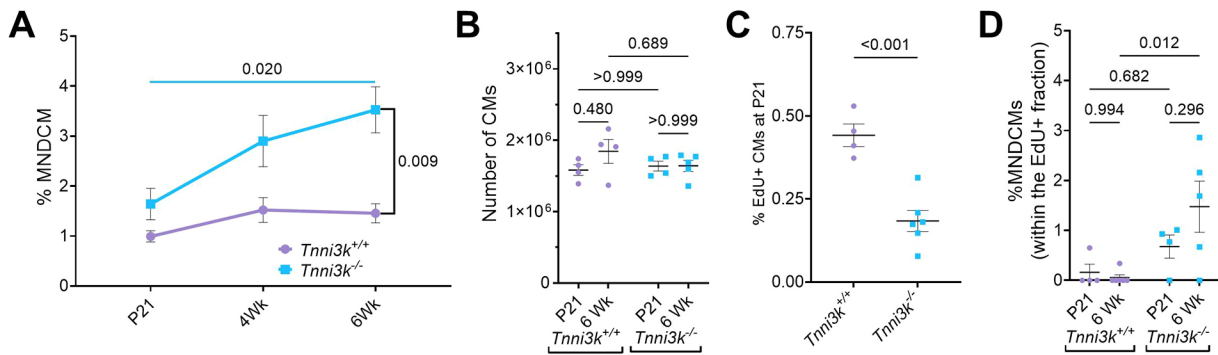 A
% MNDCM
5
4
3
2
1
0
0.020
0.009
Tnni3k+/+
Tnni3k-/-
P21
4Wk
6Wk
B
Number of CMs
3×10⁶
2×10⁶
1×10⁶
0
0.689
>0.999
0.480
>0.999
P21
6 Wk
P21
6 Wk
Tnni3k+/+
Tnni3k-/-
C
% EdU+ CMs at P21
0.75
0.50
0.25
0.00
<0.001
Tnni3k+/+
Tnni3k-/-
D
%MNDCMs
(within the EdU+ fraction)
5
4
3
2
1
0
0.012
0.682
0.994
0.296
P21
6 Wk
P21
6 Wk
Tnni3k+/+
Tnni3k-/-